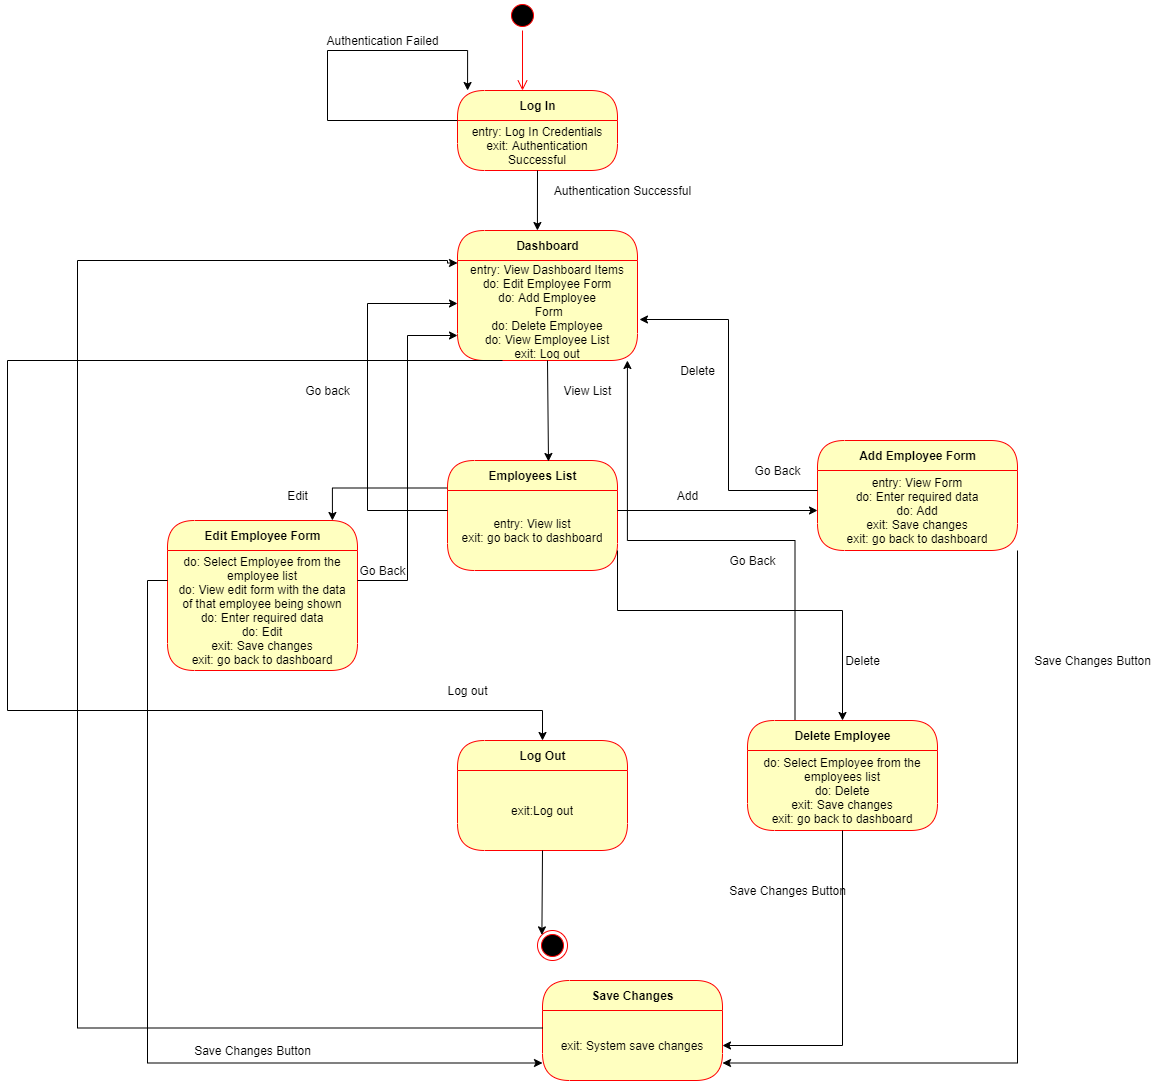 Authentication Failed
Log In
entry: Log In Credentials
exit: Authentication
Successful
Authentication Successful
Dashboard
entry: View Dashboard Items
do: Edit Employee Form
do: Add Employee
Form
do: Delete Employee
do: View Employee List
exit: Log out
Go back
View List
Delete
Go Back
Add Employee Form
entry: View Form
do: Enter required data
do: Add
exit: Save changes
exit: go back to dashboard
Employees List
entry: View list
exit: go back to dashboard
Add
Edit
Edit Employee Form
do: Select Employee from the
employee list
do: View edit form with the data
of that employee being shown
do: Enter required data
do: Edit
exit: Save changes
exit: go back to dashboard
Go Back
Go Back
Delete
Save Changes Button
Log out
Log Out
exit:Log out
Delete Employee
do: Select Employee from the
employees list
do: Delete
exit: Save changes
exit: go back to dashboard
Save Changes Button
Save Changes
exit: System save changes
Save Changes Button